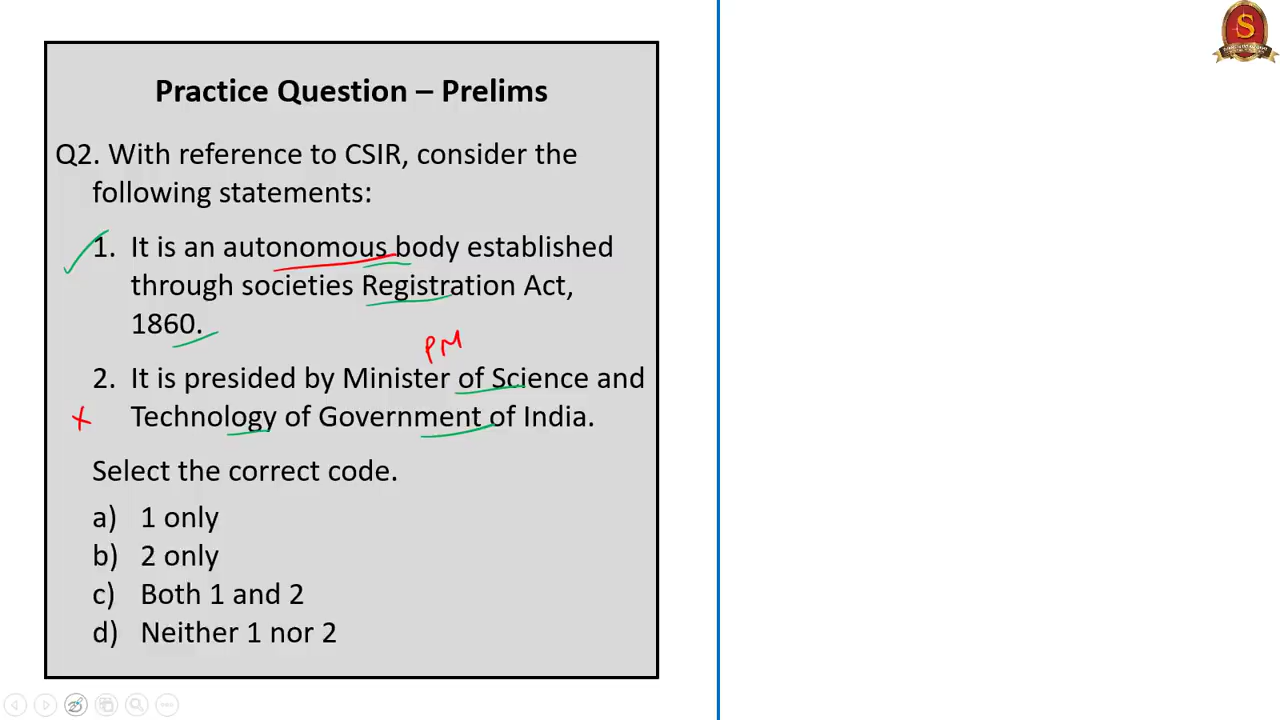 S
Practice Question – Prelims
Q2. With reference to CSIR, consider the
following statements:
1. It is an autonomous body established
through societies Registration Act,
1860.
PM
2. It is presided by Minister of Science and
Technology of Government of India.
Select the correct code.
a) 1 only
b) 2 only
c) Both 1 and 2
d) Neither 1 nor 2